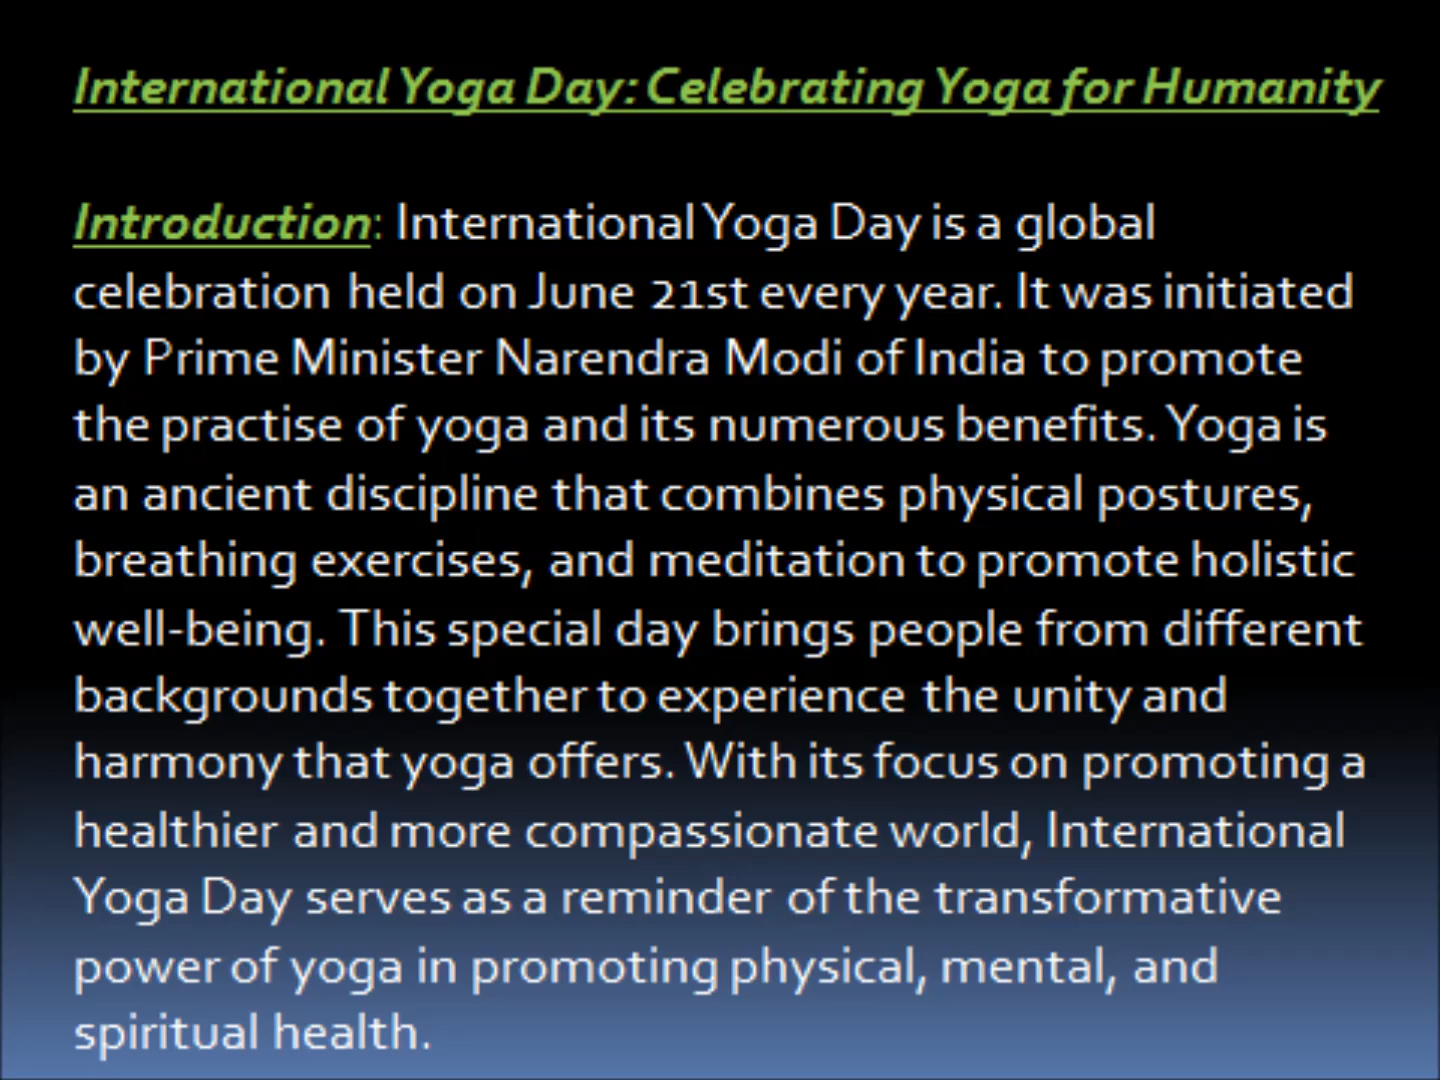 International Yoga Day: Celebrating Yoga for Humanity
Introduction: International Yoga Day is a global
celebration held on June 21st every year. It was initiated
by Prime Minister Narendra Modi of India to promote
the practise of yoga and its numerous benefits. Yoga is
an ancient discipline that combines physical postures,
breathing exercises, and meditation to promote holistic
well-being. This special day brings people from different
backgrounds together to experience the unity and
harmony that yoga offers. With its focus on promoting a
healthier and more compassionate world, International
Yoga Day serves as a reminder of the transformative
power of yoga in promoting physical, mental, and
spiritual health.